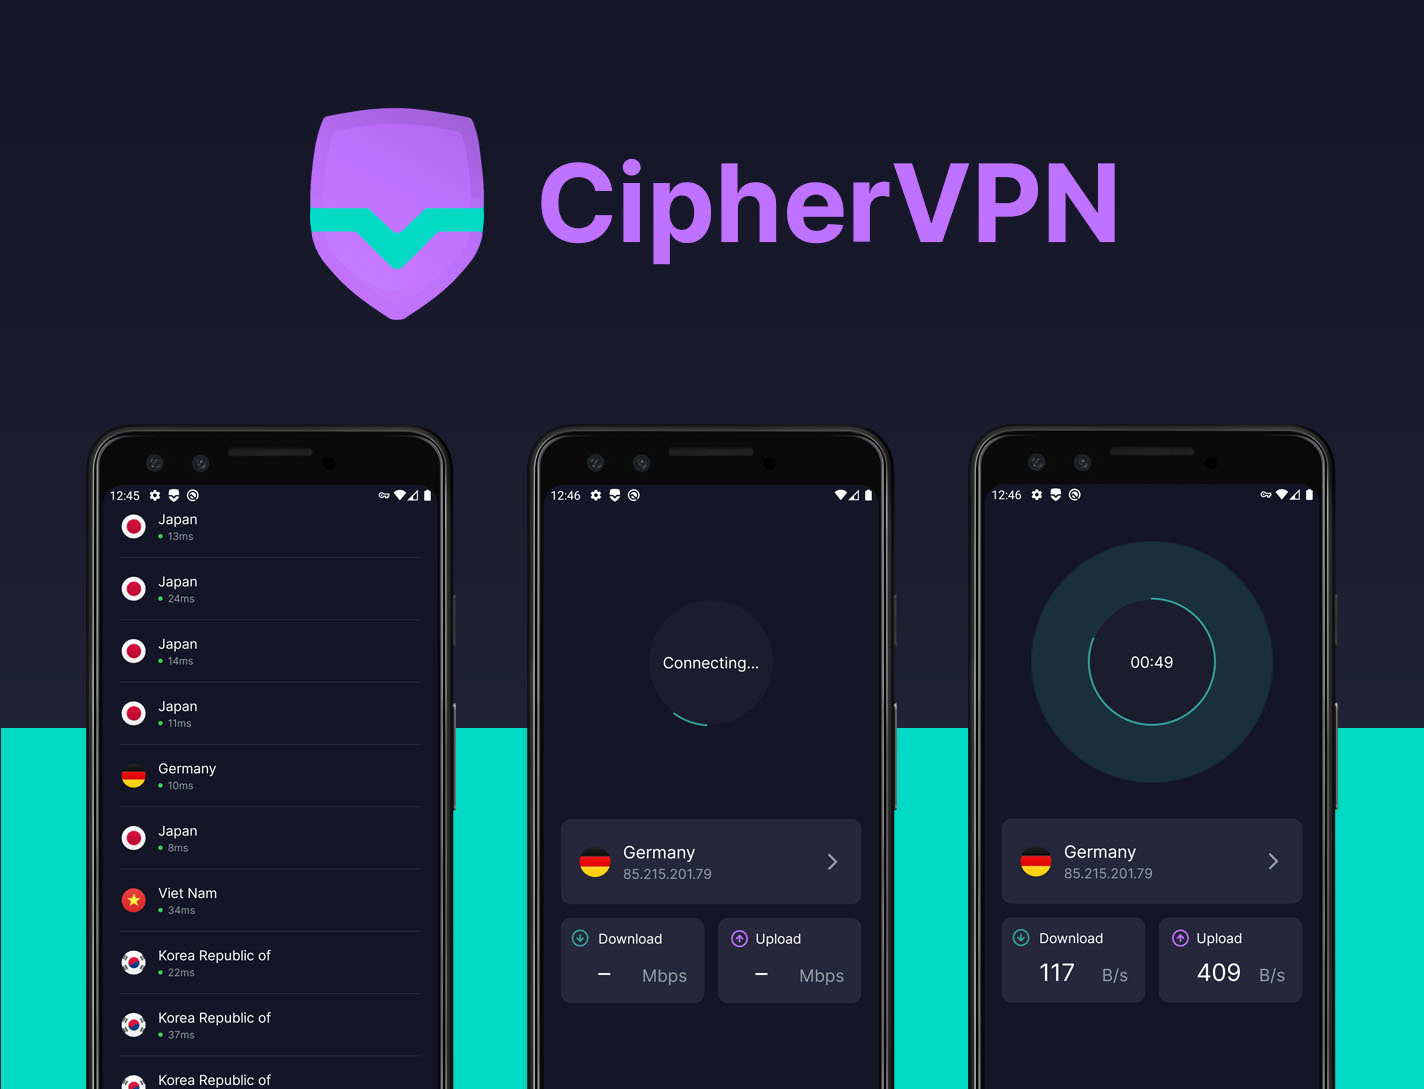 CipherVPN
12:45
Japan
13ms
Japan
24ms
Japan
14ms
Japan
11ms
Germany
10ms
Japan
8ms
Viet Nam
34ms
Korea Republic of
22ms
Korea Republic of
37ms
Korea Republic of
12:46
Connecting...
Germany
85.215.201.79
Download
– Mbps
Upload
– Mbps
12:46
00:49
Germany
85.215.201.79
Download
117 B/s
Upload
409 B/s